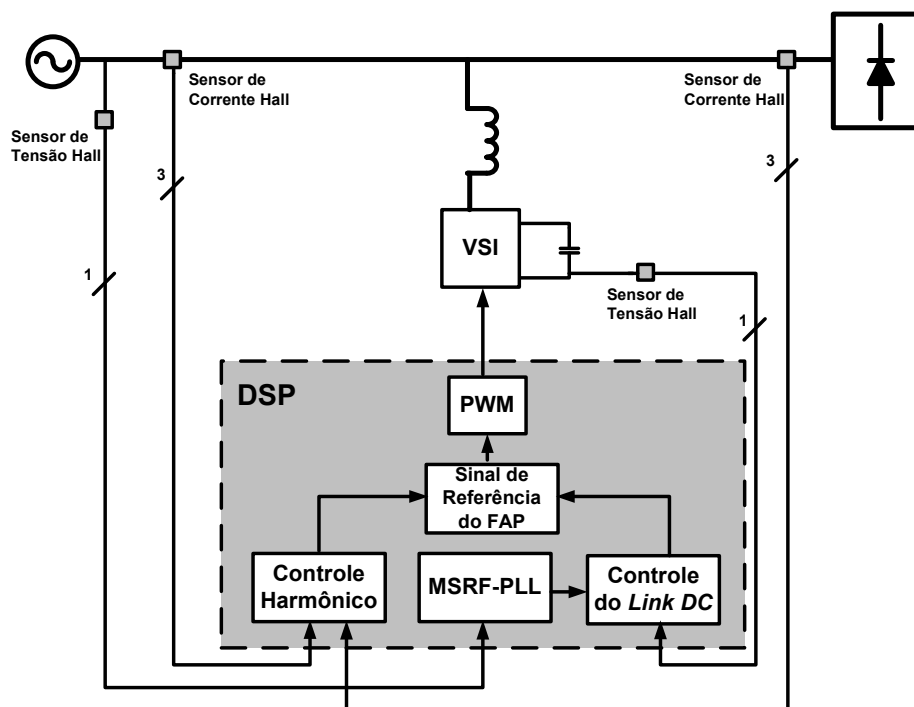 Sensor de
Corrente Hall
Sensor de
Corrente Hall
Sensor de
Tensão Hall
3
3
VSI
1
Sensor de
Tensão Hall
1
DSP
PWM
Sinal de
Referência
do FAP
Controle
Harmônico
MSRF-PLL
Controle
do Link DC